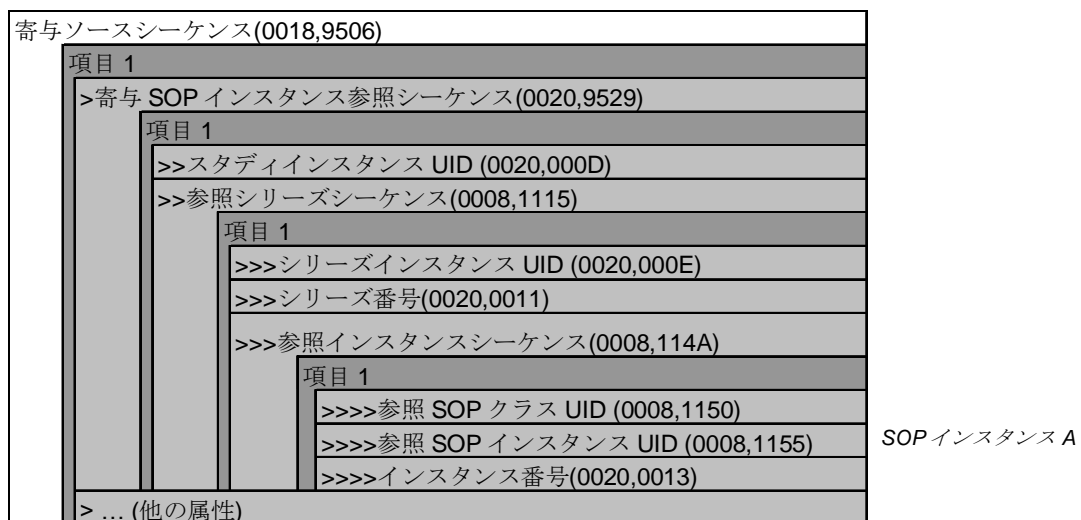 寄与ソースシーケンス(0018,9506)
項目 1
>寄与 SOP インスタンス参照シーケンス(0020,9529)
項目 1
>>スタディインスタンス UID (0020,000D)
>>参照シリーズシーケンス(0008,1115)
項目 1
>>>シリーズインスタンス UID (0020,000E)
>>>シリーズ番号(0020,0011)
>>>参照インスタンスシーケンス(0008,114A)
項目 1
>>>>参照 SOP クラス UID (0008,1150)
>>>>参照 SOP インスタンス UID (0008,1155)
SOP インスタンス A
>>>>インスタンス番号(0020,0013)
> … (他の属性)